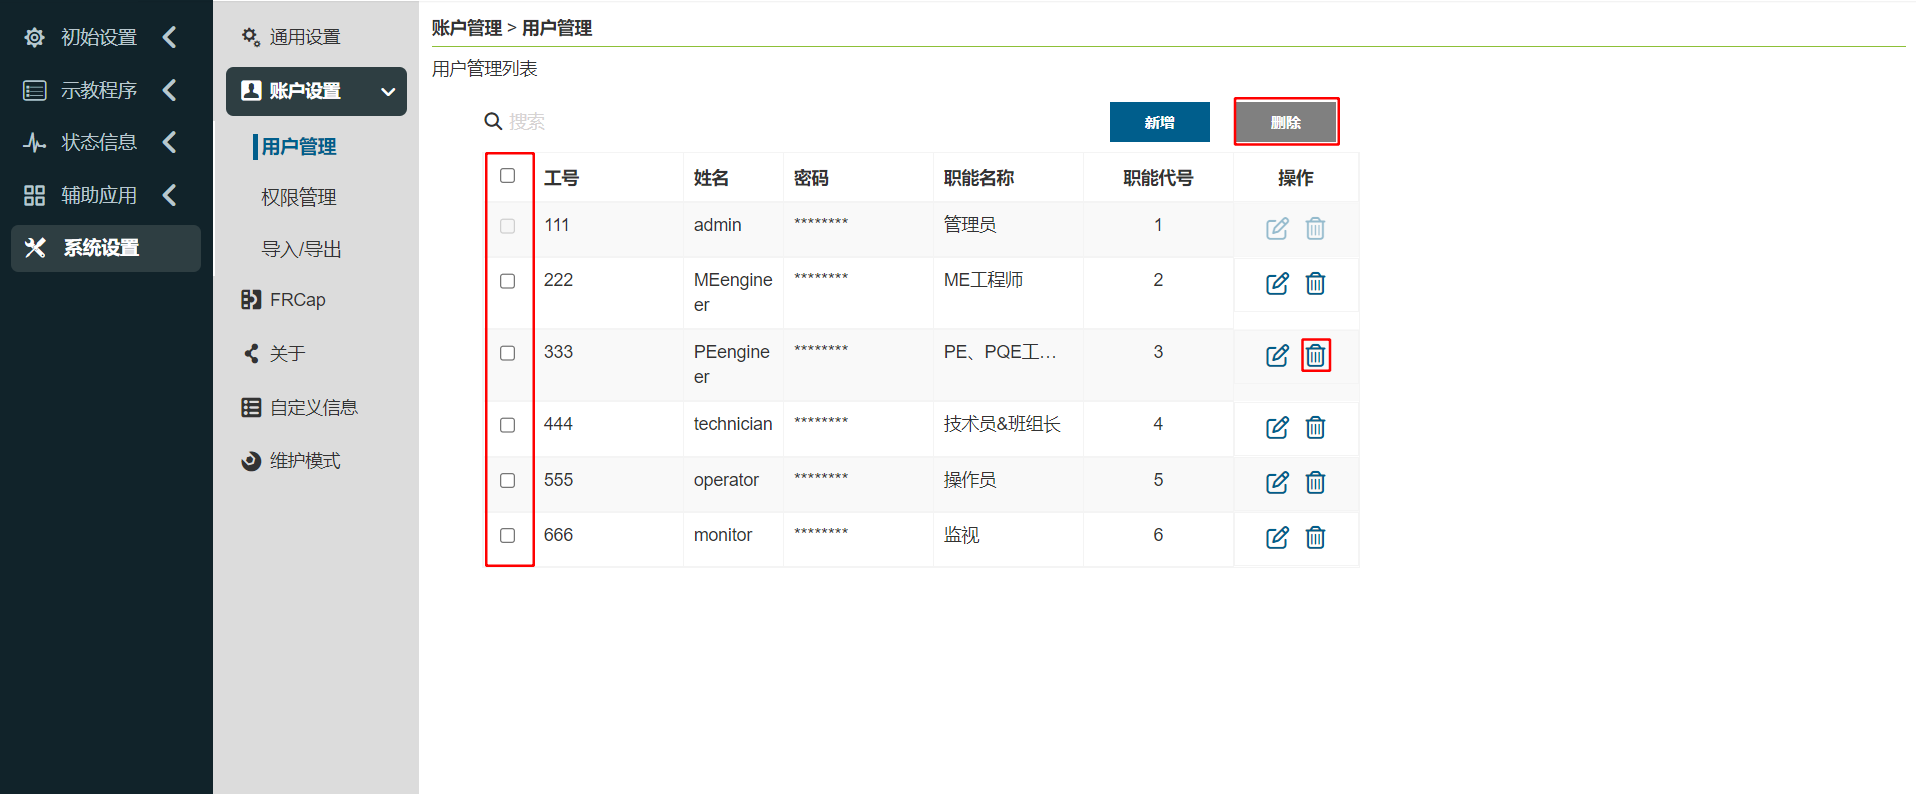 初始设置
示教程序
状态信息
辅助应用
系统设置
通用设置
账户设置
用户管理
权限管理
导入/导出
FRCap
关于
自定义信息
维护模式
账户管理 > 用户管理
用户管理列表
搜索
新增
删除
工号 姓名 密码 职能名称 职能代号 操作
111 admin ******** 管理员 1
222 MEengine ******** ME工程师 2
er
333 PEengine ******** PE、PQE工... 3
er
444 technician ******** 技术员&班组长 4
555 operator ******** 操作员 5
666 monitor ******** 监视 6